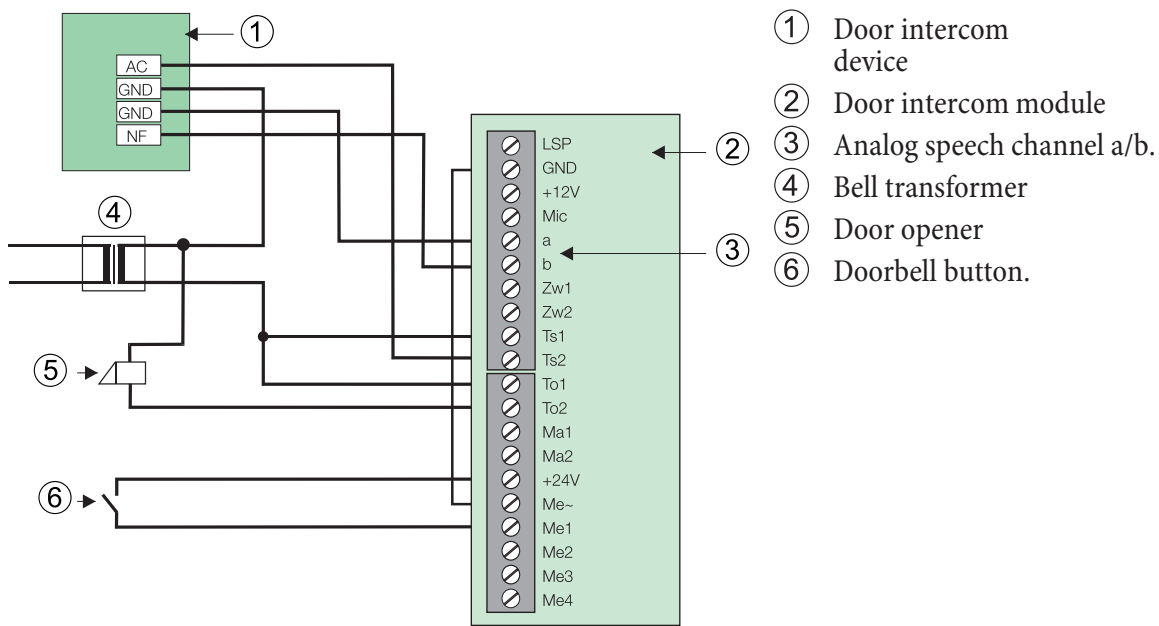 1
AC
GND
GND
NF
4
5
6
LSP
GND
+12V
Mic
a
b
Zw1
Zw2
Ts1
Ts2
To1
To2
Ma1
Ma2
+24V
Me~
Me1
Me2
Me3
Me4
2
3
1 Door intercom
device
2 Door intercom module
3 Analog speech channel a/b.
4 Bell transformer
5 Door opener
6 Doorbell button.